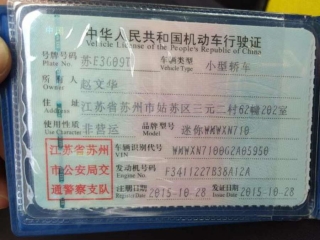 中华人民共和国机动车行驶证
Vehicle License of the People's Republic of China
号牌号码 苏F3G09T 车辆类型 小型轿车
Plate No. Vehicle Type
所有人 赵文华
Owner
住址 江苏省苏州市姑苏区三元二村62幢202室
Address
使用性质 非营运 品牌型号 迷你WMWXN710
Use Character Model
江苏省苏州市公安局交通警察支队
车辆识别代号 WMWXN7100G2A05950
VIN
发动机号码 F3411227B38A12A
Engine No.
注册日期 2015-10-28 发证日期 2015-10-28